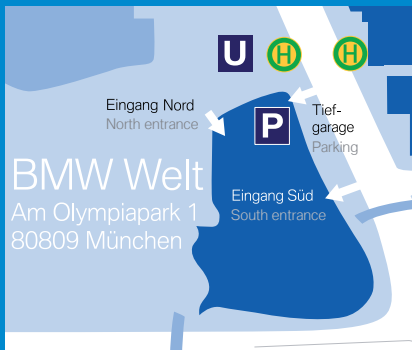 U H H
Eingang Nord
North entrance
P
Tief-
garage
Parking
BMW Welt
Am Olympiapark 1
80809 München
Eingang Süd
South entrance